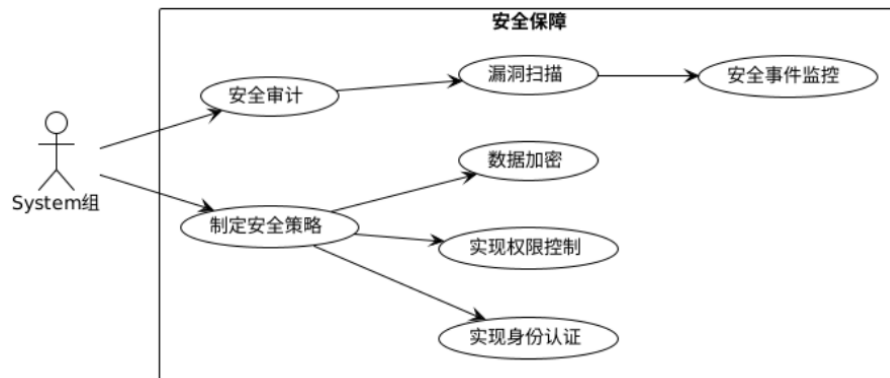 安全保障
安全审计
漏洞扫描
安全事件监控
System组
制定安全策略
数据加密
实现权限控制
实现身份认证